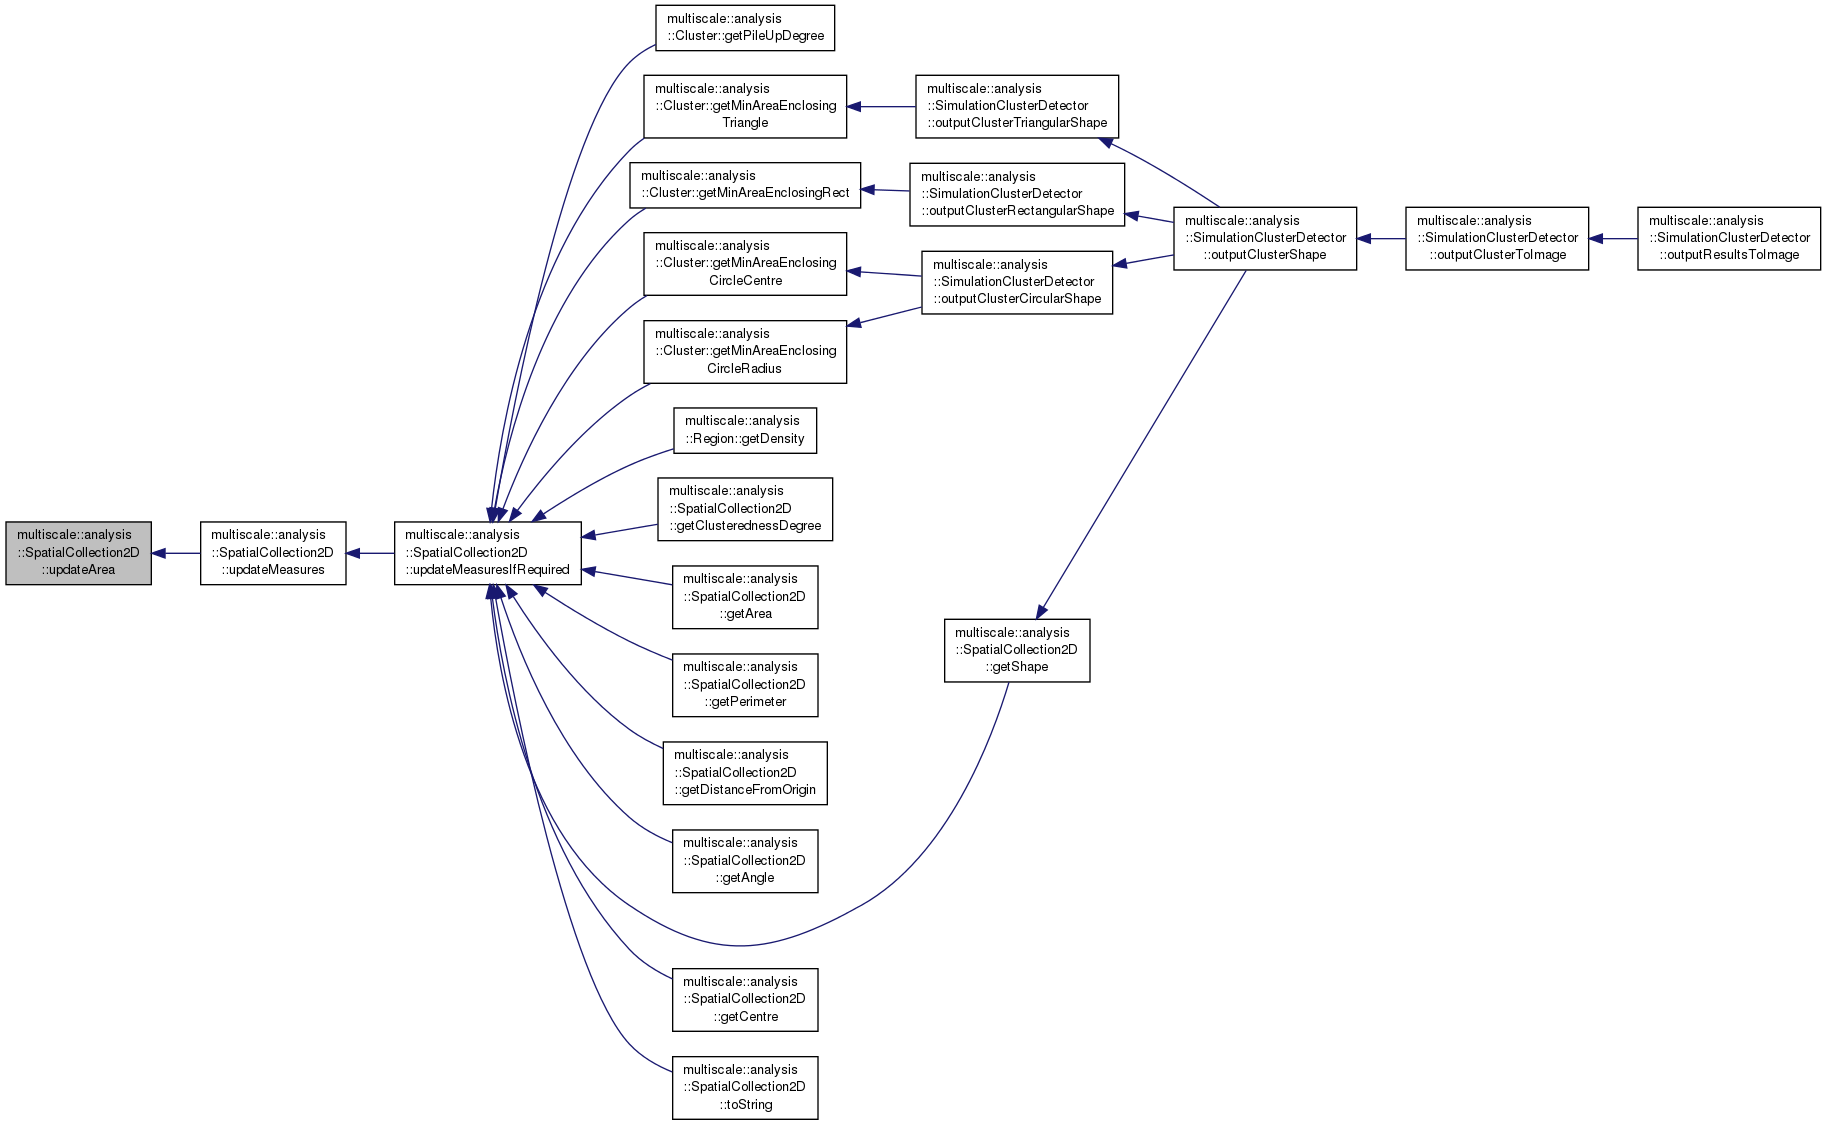 multiscale::analysis
::Cluster::getPileUpDegree
multiscale::analysis
::Cluster::getMinAreaEnclosing
Triangle
multiscale::analysis
::SimulationClusterDetector
::outputClusterTriangularShape
multiscale::analysis
::Cluster::getMinAreaEnclosingRect
multiscale::analysis
::SimulationClusterDetector
::outputClusterRectangularShape
multiscale::analysis
::Cluster::getMinAreaEnclosing
CircleCentre
multiscale::analysis
::SimulationClusterDetector
::outputClusterCircularShape
multiscale::analysis
::SimulationClusterDetector
::outputClusterShape
multiscale::analysis
::SimulationClusterDetector
::outputClusterToImage
multiscale::analysis
::SimulationClusterDetector
::outputResultsToImage
multiscale::analysis
::Cluster::getMinAreaEnclosing
CircleRadius
multiscale::analysis
::Region::getDensity
multiscale::analysis
::SpatialCollection2D
::getClusterednessDegree
multiscale::analysis
::SpatialCollection2D
::updateArea
multiscale::analysis
::SpatialCollection2D
::updateMeasures
multiscale::analysis
::SpatialCollection2D
::updateMeasuresIfRequired
multiscale::analysis
::SpatialCollection2D
::getArea
multiscale::analysis
::SpatialCollection2D
::getShape
multiscale::analysis
::SpatialCollection2D
::getPerimeter
multiscale::analysis
::SpatialCollection2D
::getDistanceFromOrigin
multiscale::analysis
::SpatialCollection2D
::getAngle
multiscale::analysis
::SpatialCollection2D
::getCentre
multiscale::analysis
::SpatialCollection2D
::toString